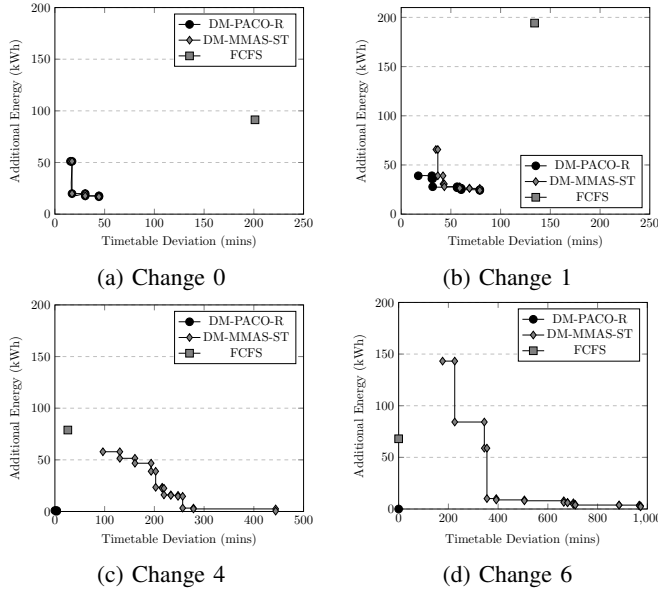 200
150
100
50
0
0
50
100
150
200
250
Additional Energy (kWh)
Timetable Deviation (mins)
DM-PACO-R
DM-MMAS-ST
FCFS
(a) Change 0
200
150
100
50
0
0
50
100
150
200
250
Additional Energy (kWh)
Timetable Deviation (mins)
DM-PACO-R
DM-MMAS-ST
FCFS
(b) Change 1
200
150
100
50
0
0
100
200
300
400
500
Additional Energy (kWh)
Timetable Deviation (mins)
DM-PACO-R
DM-MMAS-ST
FCFS
(c) Change 4
200
150
100
50
0
0
200
400
600
800
1,000
Additional Energy (kWh)
Timetable Deviation (mins)
DM-PACO-R
DM-MMAS-ST
FCFS
(d) Change 6